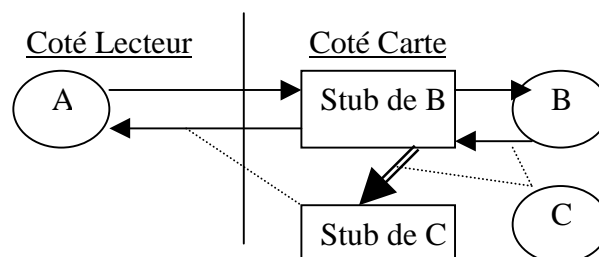 Coté Lecteur
Coté Carte
A
Stub de B
B
C
Stub de C